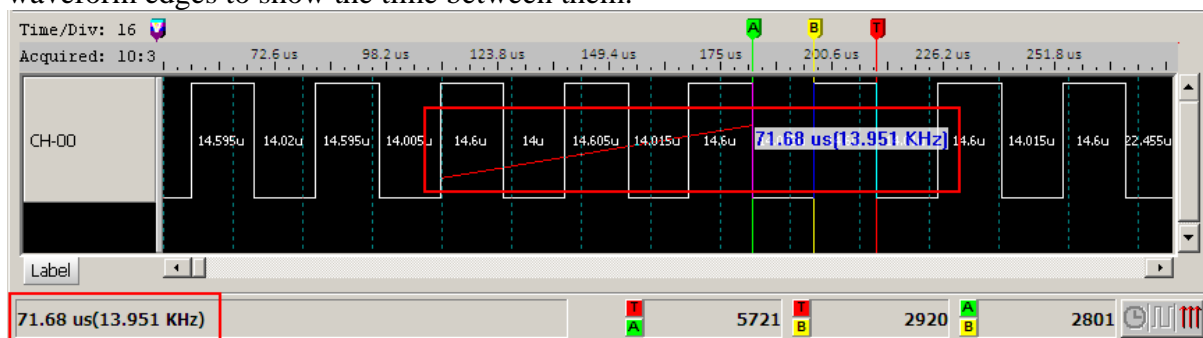 waveform edges to show the time between them.
Time/Div: 16
A B T
Acquired: 10:3 72.6 us 98.2 us 123.8 us 149.4 us 175 us 200.6 us 226.2 us 251.8 us
CH-00 14.595u 14.02u 14.595u 14.005u 14.6u 14u 14.605u 14.015u 14.6u 71.68 us(13.951 KHz) 14.6u 14.015u 14.6u 22.455u
Label
71.68 us(13.951 KHz) T A 5721 T B 2920 A B 2801